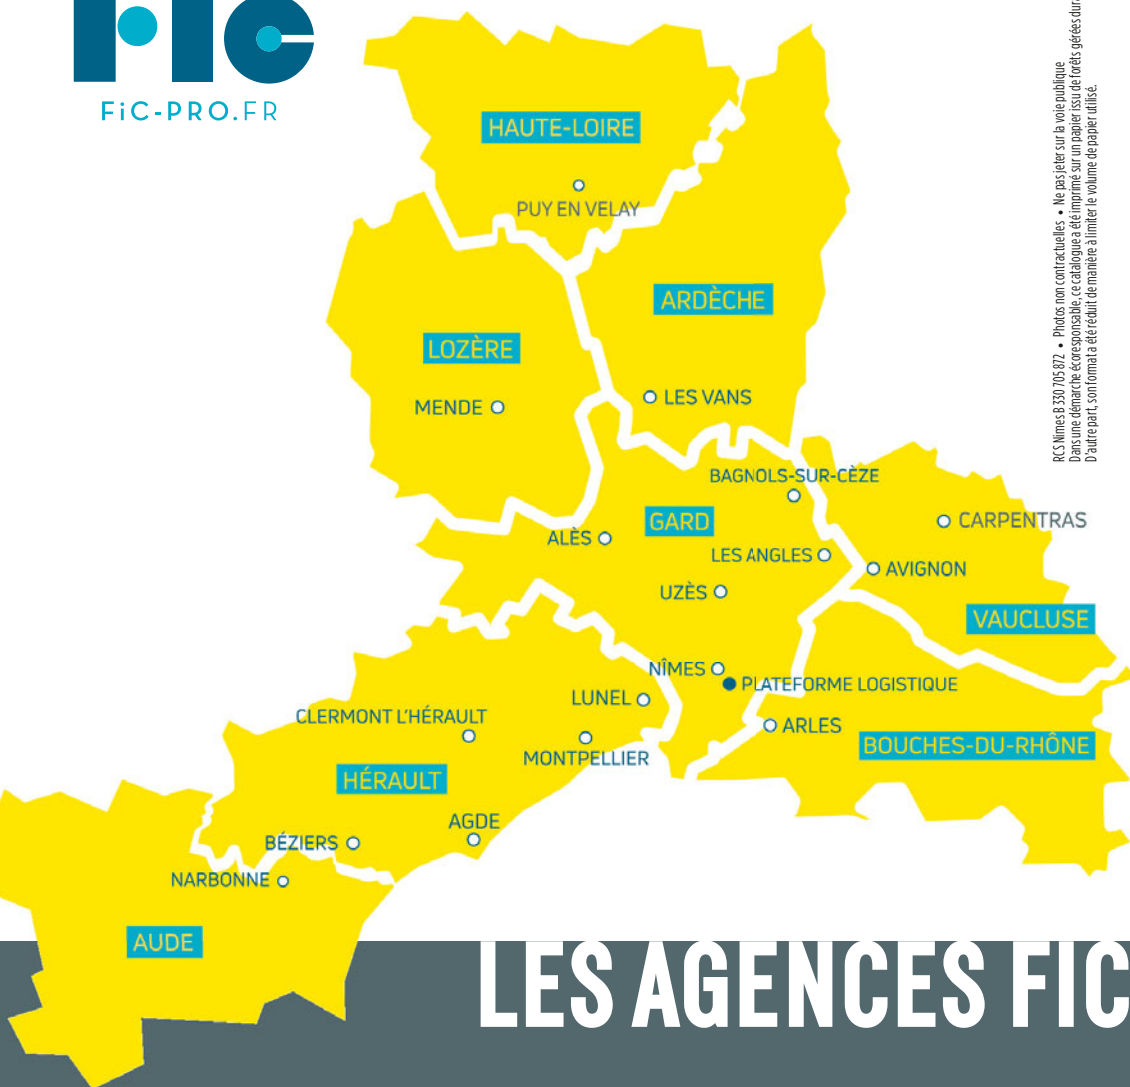 FIC
FiC-PRO.FR
HAUTE-LOIRE
PUY EN VELAY
ARDÈCHE
LOZÈRE
MENDE
LES VANS
BAGNOLS-SUR-CÈZE
GARD
CARPENTRAS
ALÈS
LES ANGLES
AVIGNON
UZÈS
VAUCLUSE
NÎMES
PLATEFORME LOGISTIQUE
LUNEL
CLERMONT L'HÉRAULT
ARLES
MONTPELLIER
BOUCHES-DU-RHÔNE
HÉRAULT
AGDE
BÉZIERS
NARBONNE
AUDE
LES AGENCES FIC
RCS Nimes B 330 705 872 • Photos non contractuelles • Ne pas jeter sur la voie publique
Dans une démarche écoresponsable, ce catalogue a été imprimé sur un papier issu de forêts gérées dur
D'autre part, son format a été réduit de manière à limiter le volume de papier utilisé.